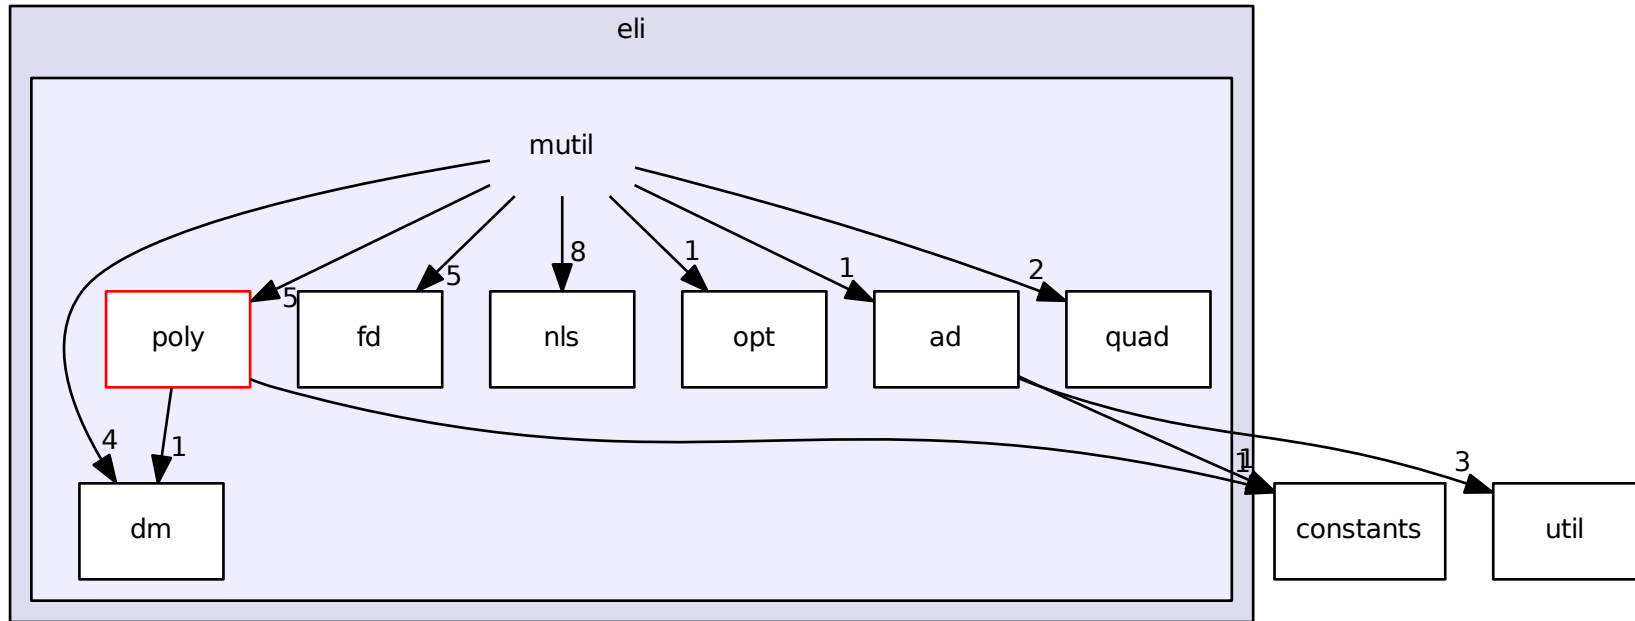 eli
mutil
8
1
1
2
5
5
poly
fd
nls
opt
ad
quad
4
1
1
1
3
dm
constants
util